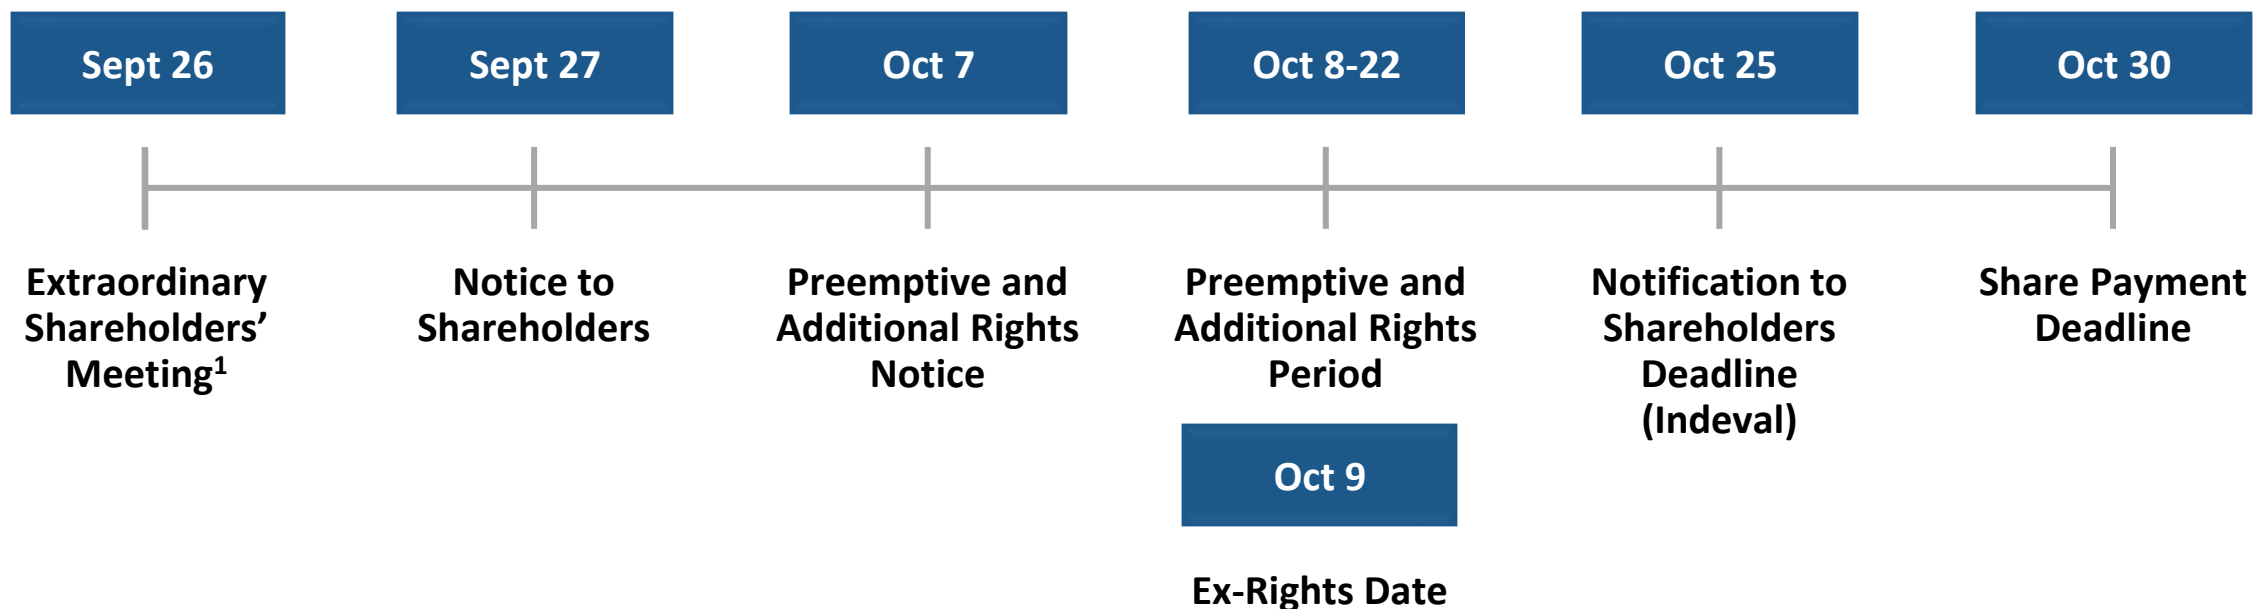 Sept 26
Sept 27
Oct 7
Oct 8-22
Oct 25
Oct 30
Extraordinary
Shareholders’
Meeting¹
Notice to
Shareholders
Preemptive and
Additional Rights
Notice
Preemptive and
Additional Rights
Period
Notification to
Shareholders
Deadline
(Indeval)
Share Payment
Deadline
Oct 9
Ex-Rights Date